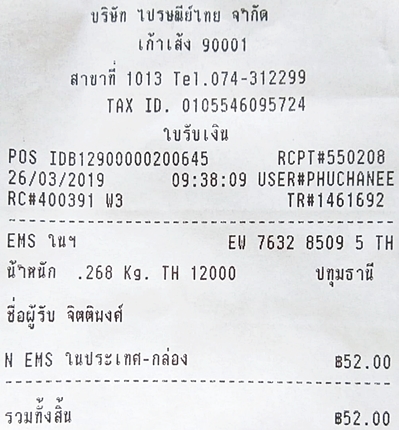 บริษัท ไปรษณีย์ไทย จำกัด
เก้าเส้ง 90001
สาขาที่ 1013 Tel.074-312299
TAX ID. 0105546095724
ใบรับเงิน
POS IDB12900000200645 RCPT#550208
26/03/2019 09:38:09 USER#PHUCHANEE
RC#400391 W3 TR#1461692
EMS ในฯ EW 7632 8509 5 TH
น้ำหนัก .268 Kg. TH 12000 ปทุมธานี
ชื่อผู้รับ จิตติพงศ์
N EMS ในประเทศ-กล่อง ฿52.00
รวมทั้งสิ้น ฿52.00